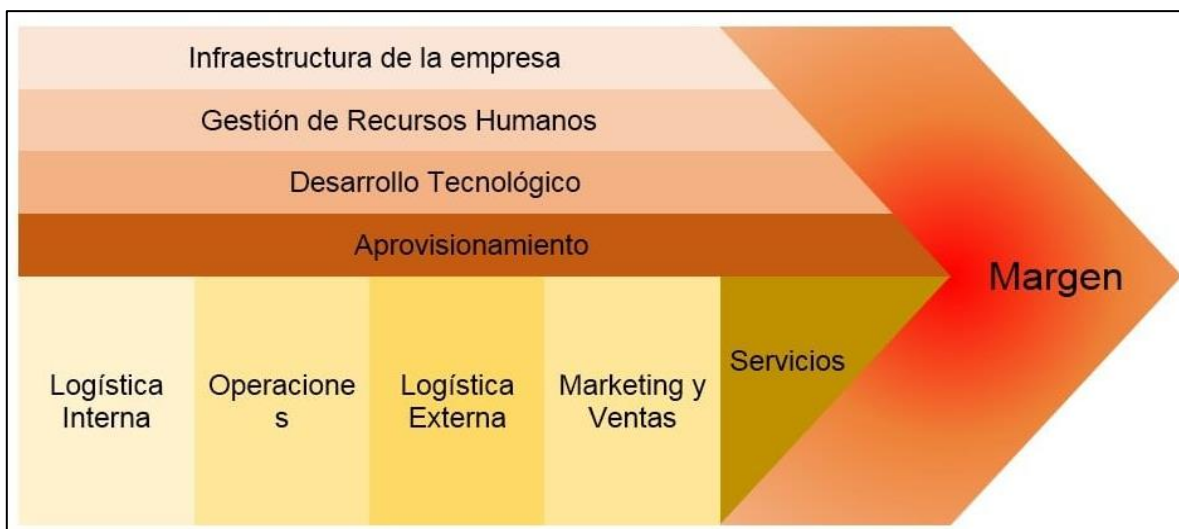 Infraestructura de la empresa
Gestión de Recursos Humanos
Desarrollo Tecnológico
Aprovisionamiento
Margen
Logística
Interna
Operacione
s
Logística
Externa
Marketing y
Ventas
Servicios